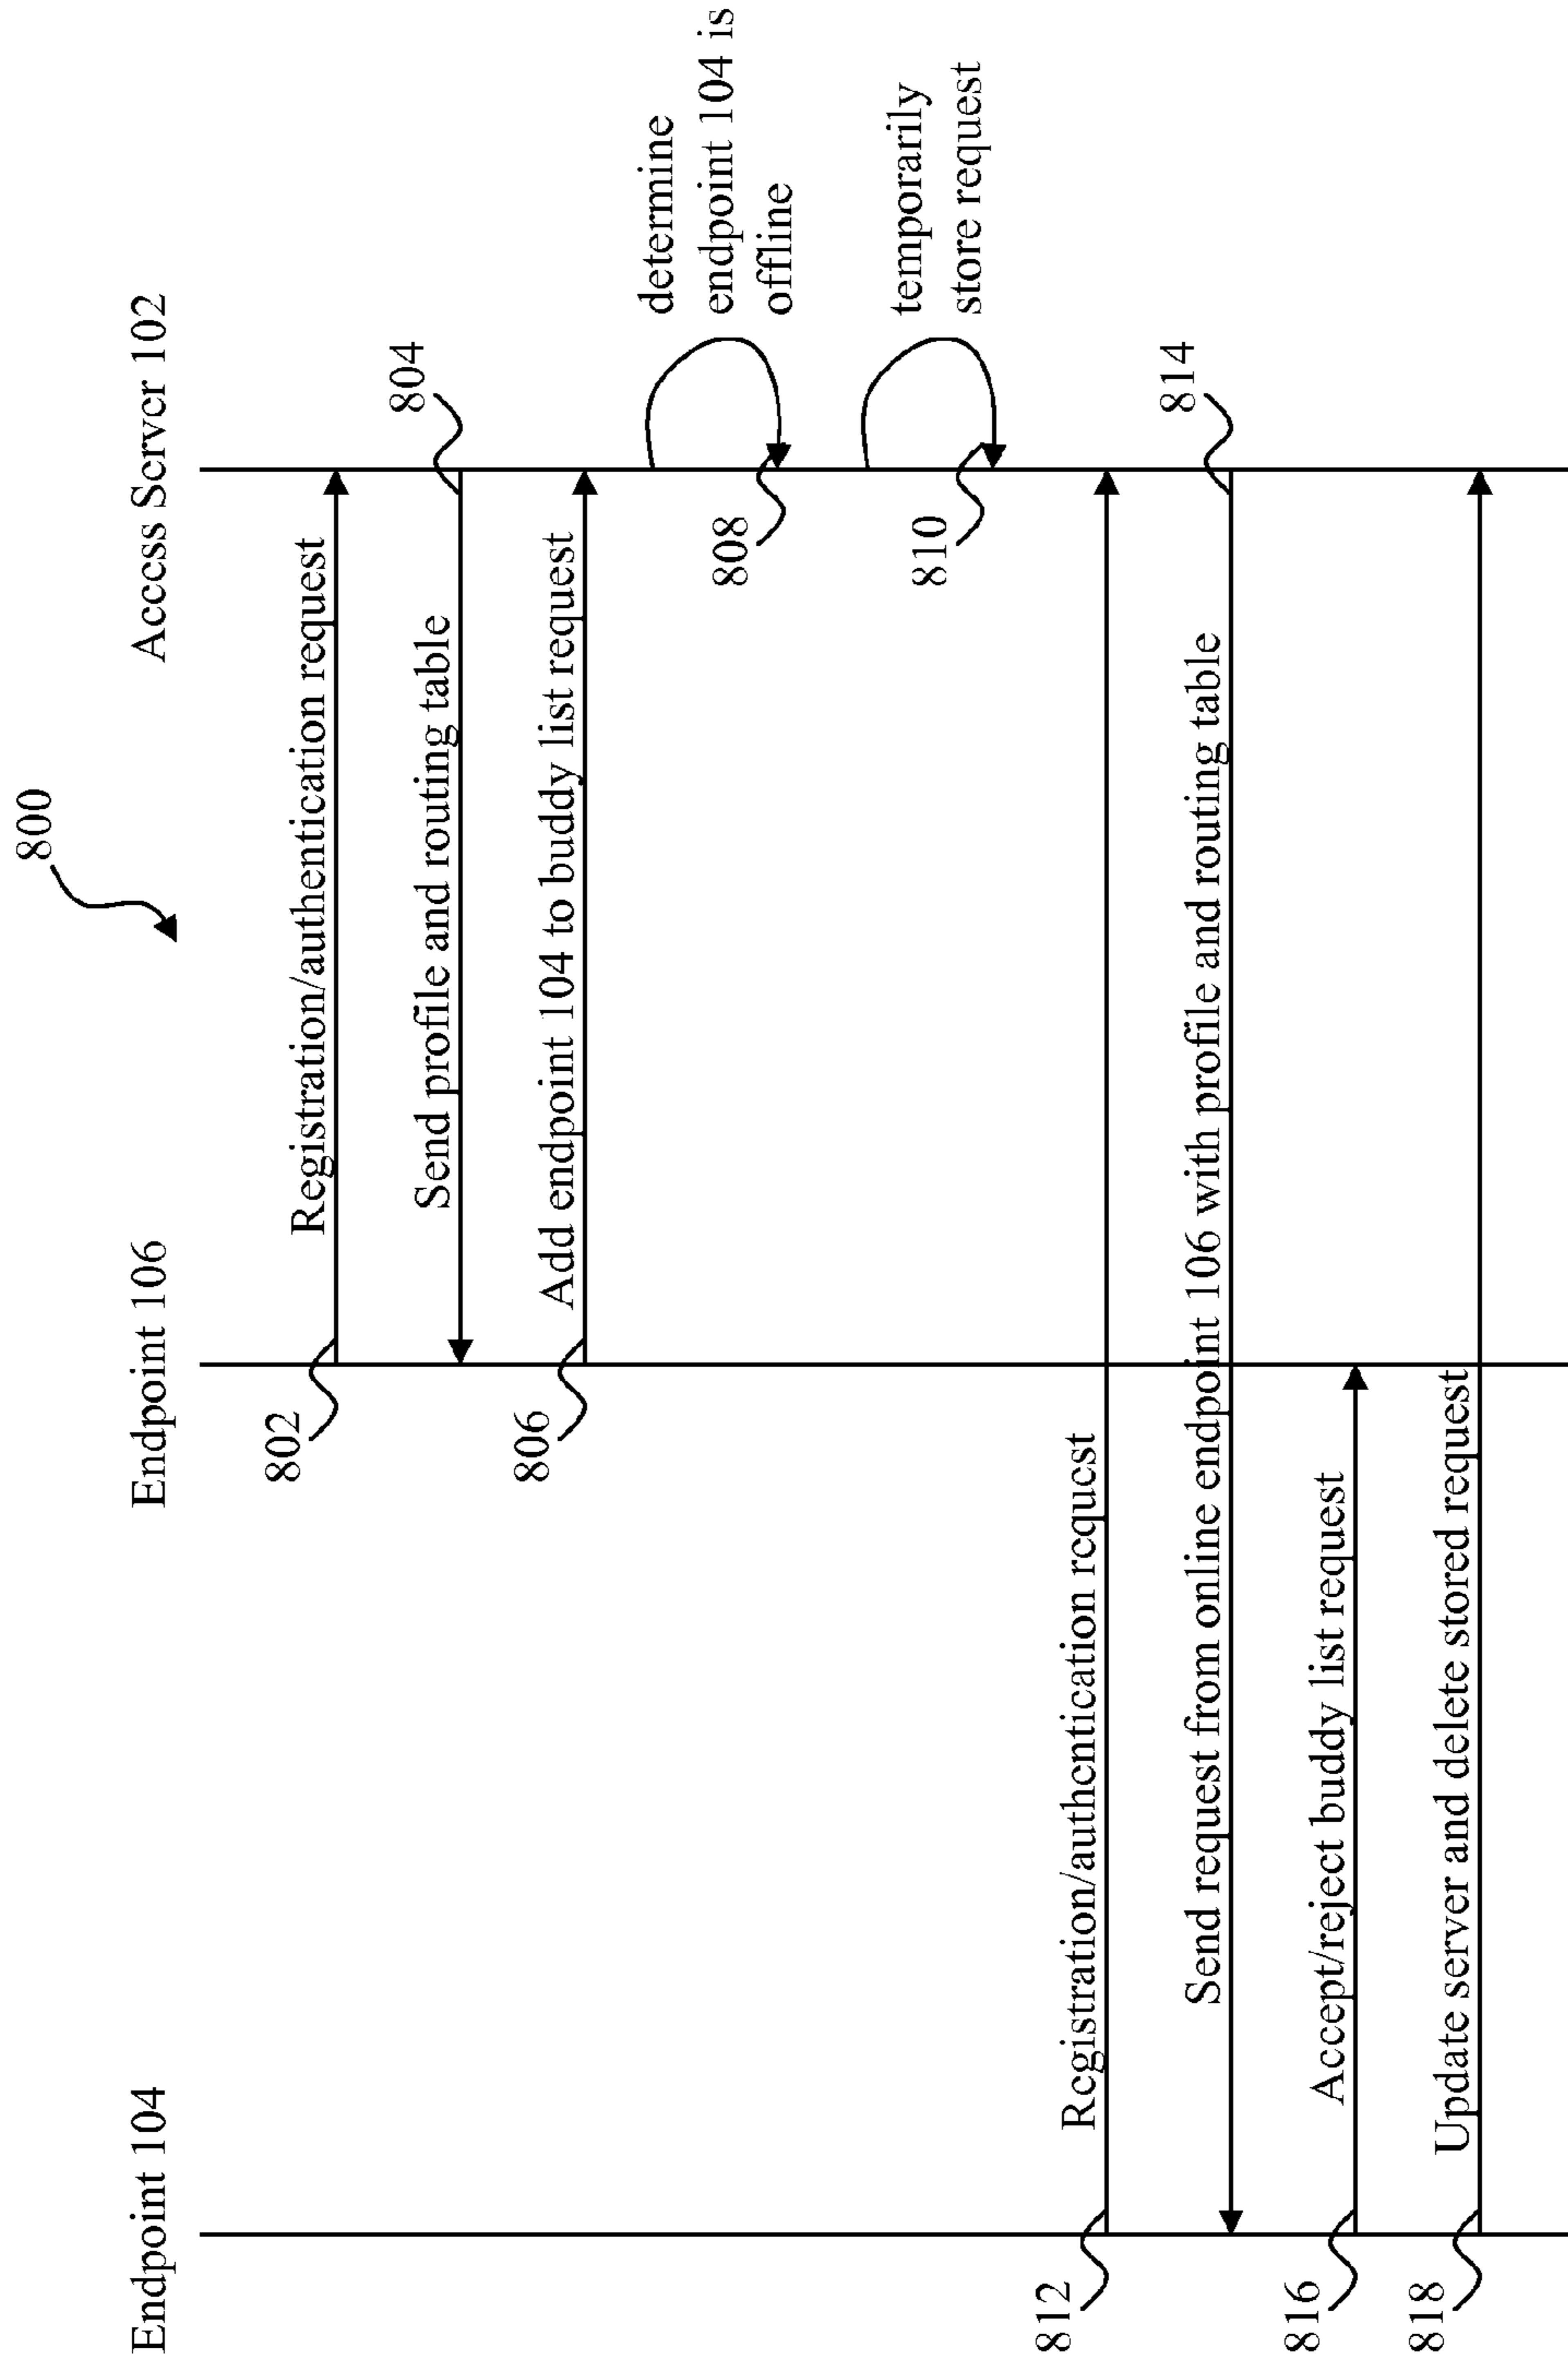 800
Endpoint 104
Endpoint 106
Access Server 102
802
Registration/authentication request
804
Send profile and routing table
806
Add endpoint 104 to buddy list request
808
determine
endpoint 104 is
offline
810
temporarily
store request
812
Registration/authentication request
814
Send request from online endpoint 106 with profile and routing table
816
Accept/reject buddy list request
818
Update server and delete stored request